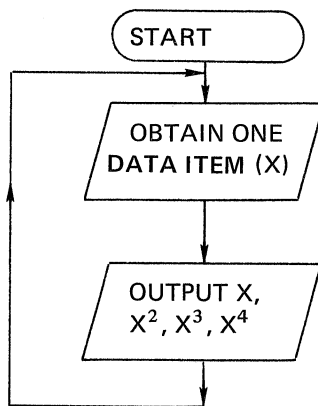 START
OBTAIN ONE
DATA ITEM (X)
OUTPUT X,
X², X³, X⁴